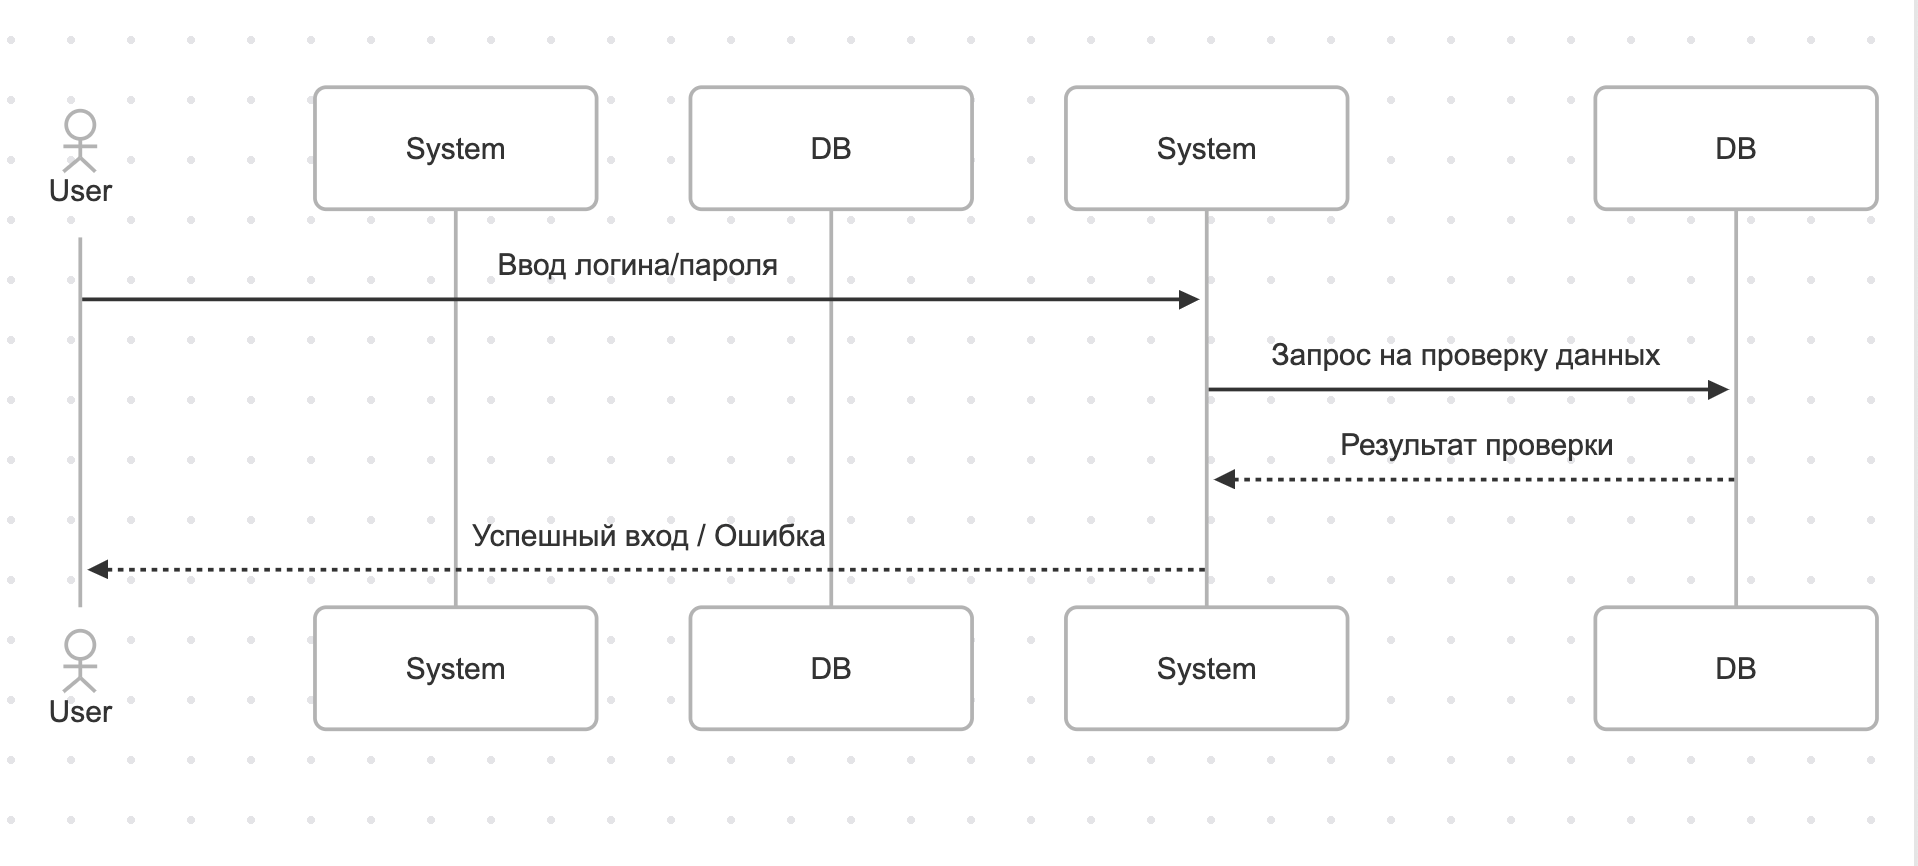 User
System
DB
System
DB
Ввод логина/пароля
Запрос на проверку данных
Результат проверки
Успешный вход / Ошибка
User
System
DB
System
DB